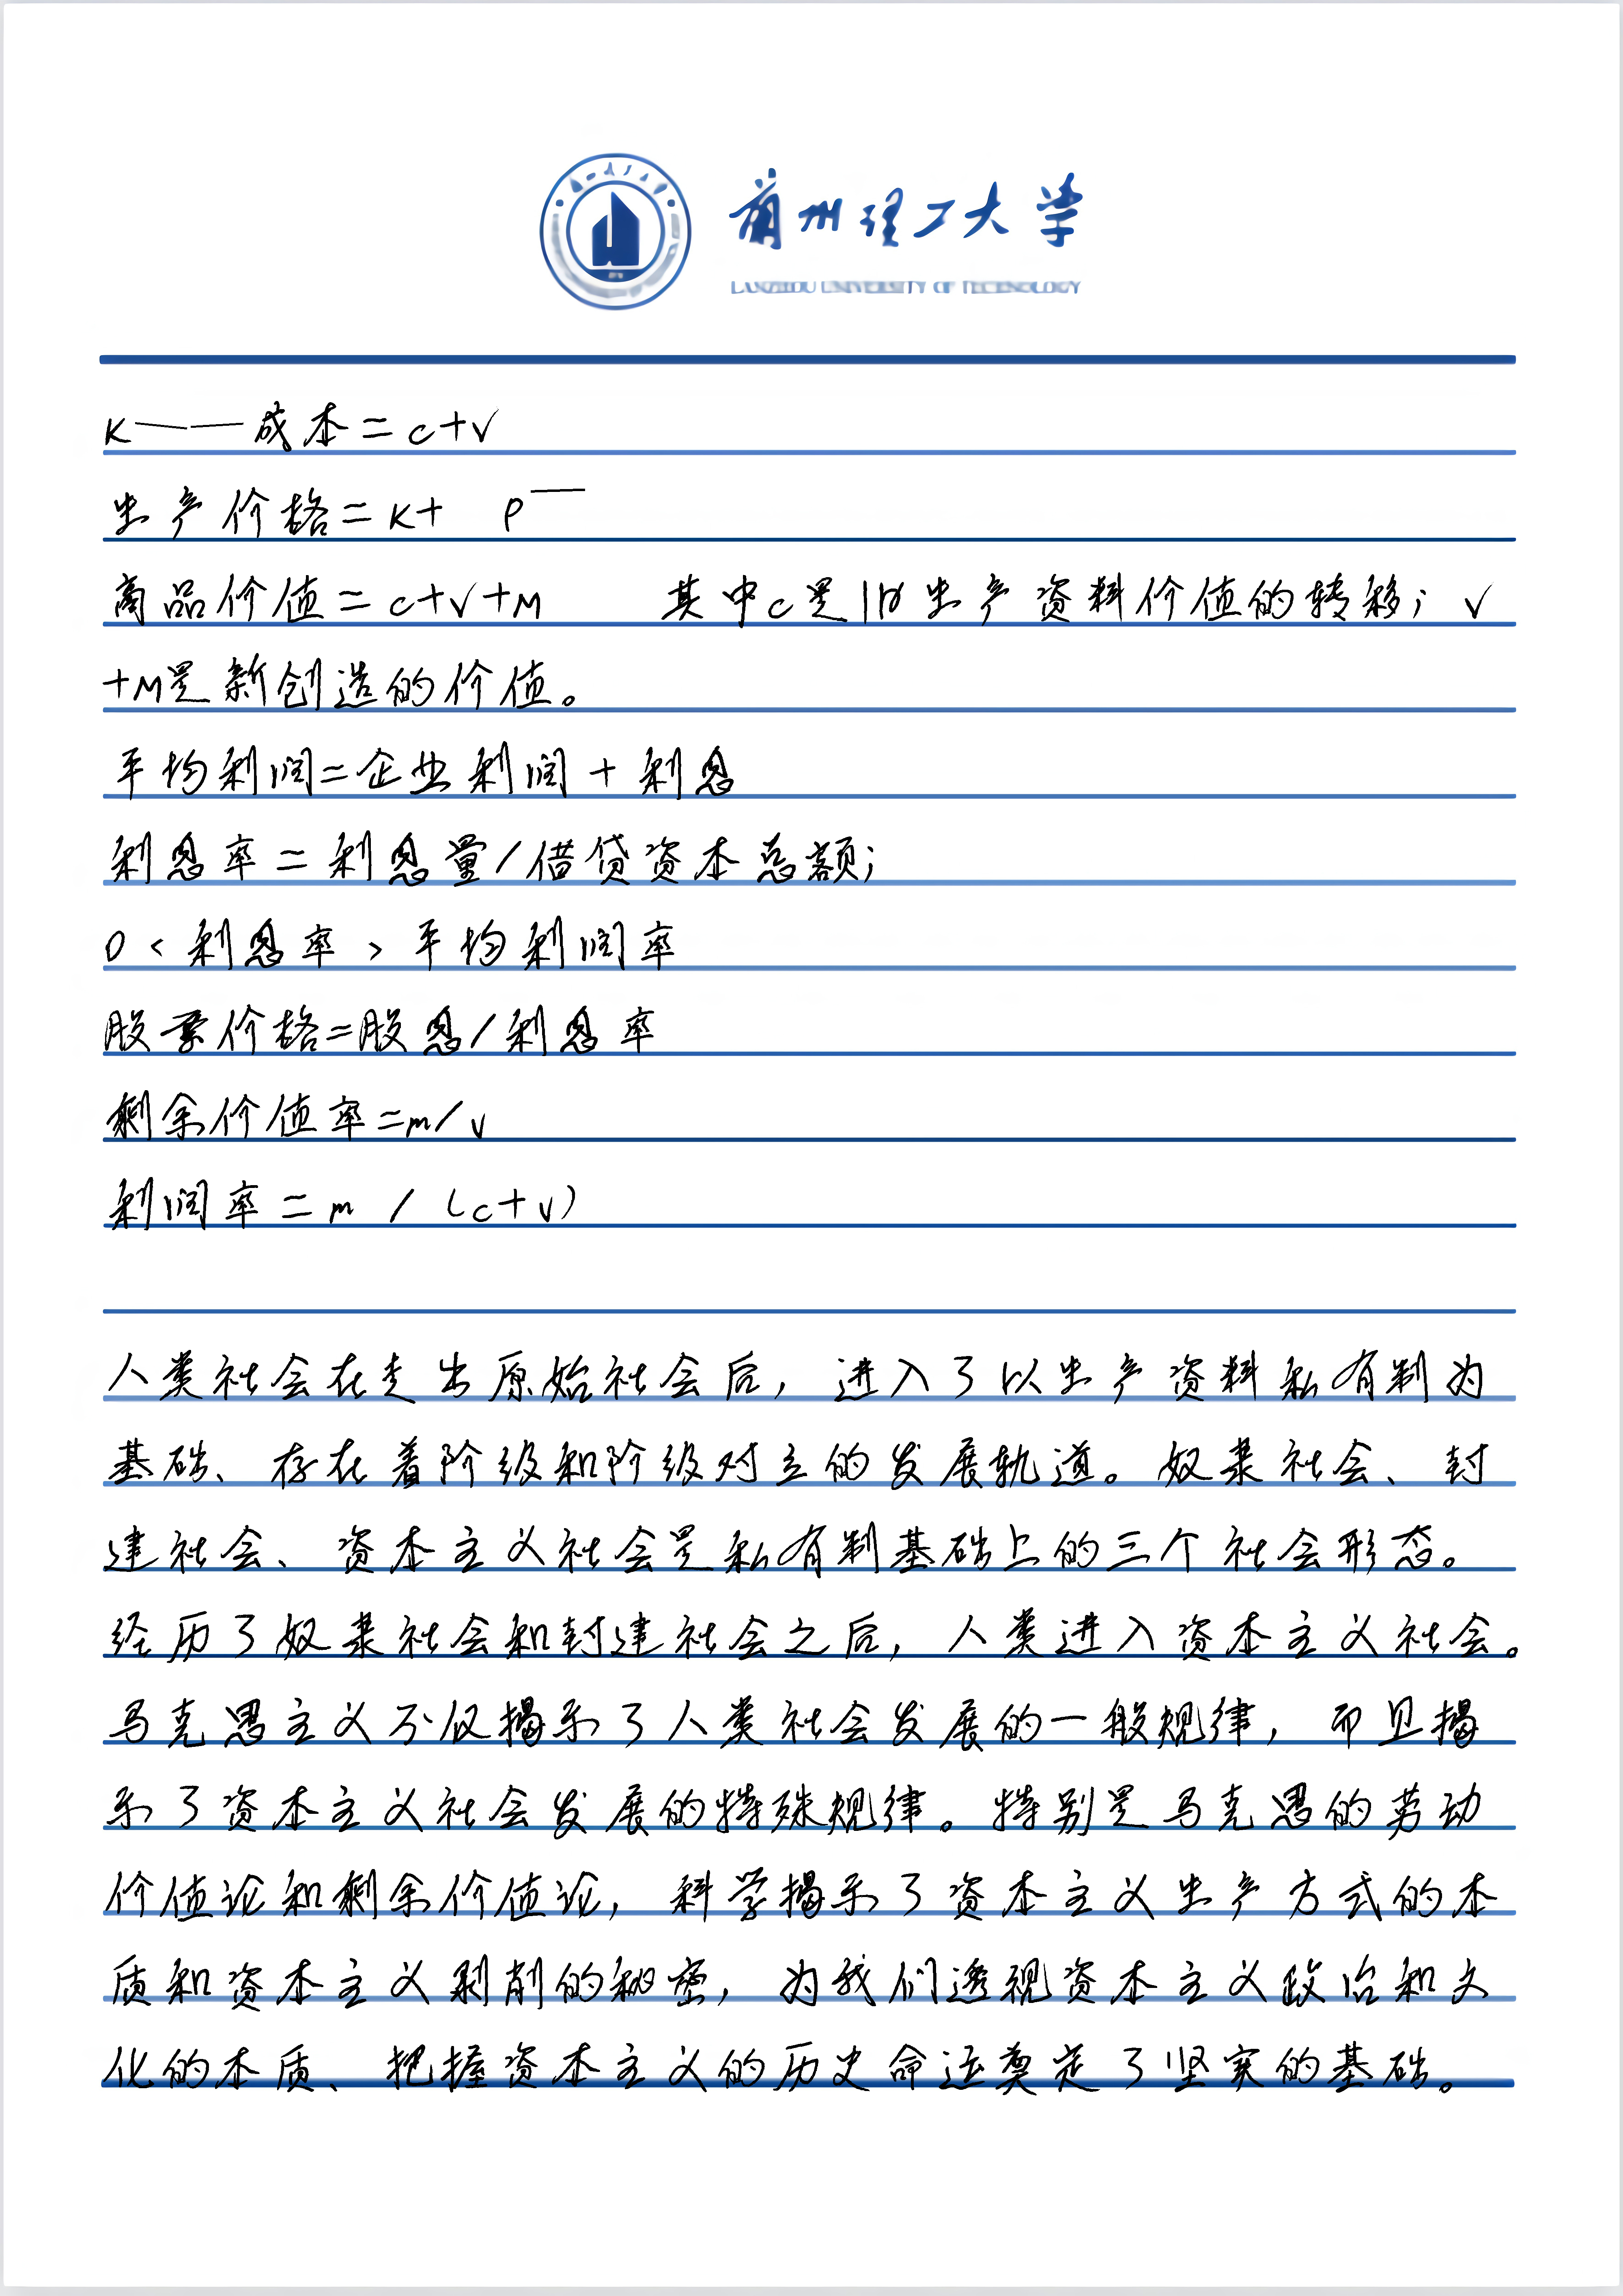 兰州理工大学
LANZHOU UNIVERSITY OF TECHNOLOGY
K——成本=c+v
生产价格=K+ P—
商品价值=c+v+M 其中c是旧生产资料价值的转移；v
+M是新创造的价值。
平均利润=企业利润+利息
利息率=利息量/借贷资本总额；
0<利息率>平均利润率
股票价格=股息/利息率
剩余价值率=m/v
利润率=m/（c+v）
人类社会在走出原始社会后，进入了以生产资料私有制为
基础、存在着阶级和阶级对立的发展轨道。奴隶社会、封
建社会、资本主义社会是私有制基础上的三个社会形态。
经历了奴隶社会和封建社会之后，人类进入资本主义社会。
马克思主义不仅揭示了人类社会发展的一般规律，而且揭
示了资本主义社会发展的特殊规律。特别是马克思的劳动
价值论和剩余价值论，科学揭示了资本主义生产方式的本
质和资本主义剥削的秘密，为我们透视资本主义政治和文
化的本质、把握资本主义的历史命运奠定了坚实的基础。